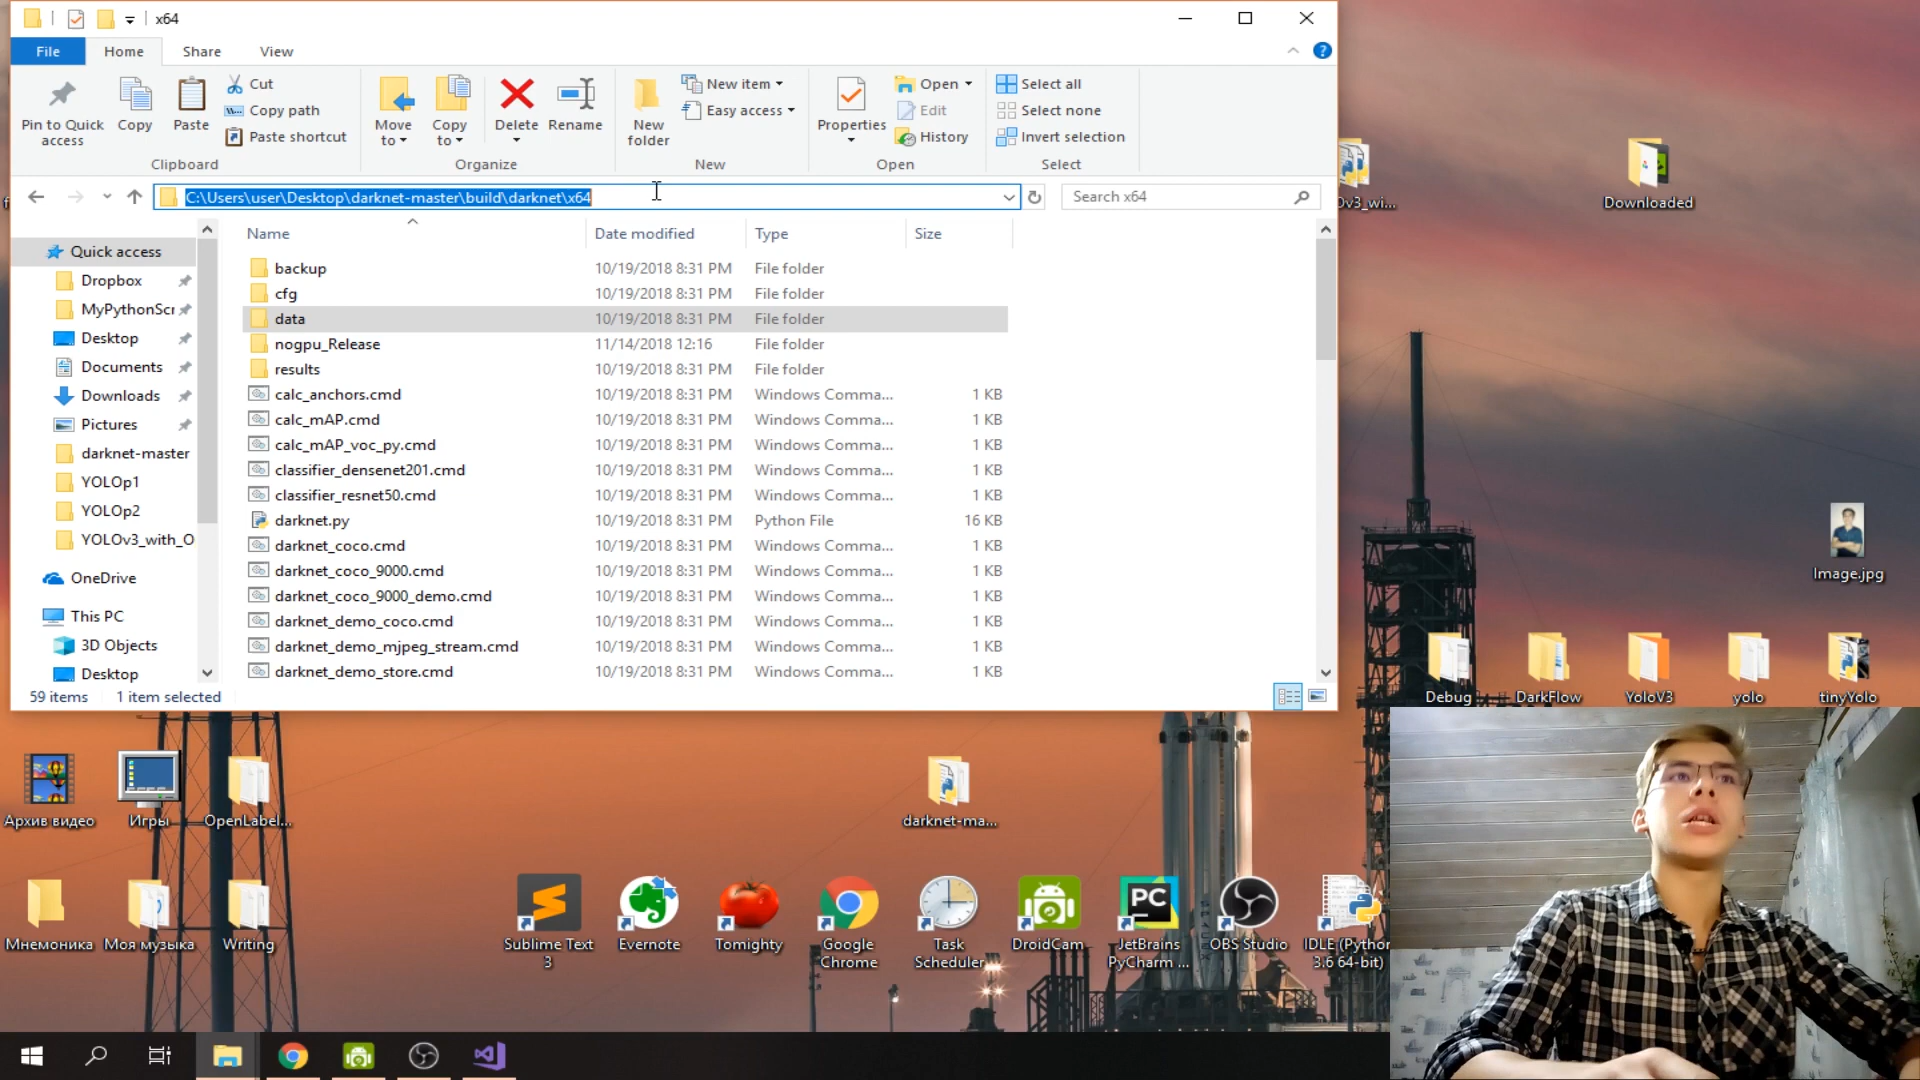 x64
File
Home
Share
View
Pin to Quick access
Copy
Paste
Cut
Copy path
Paste shortcut
Clipboard
Move to
Copy to
Delete
Rename
Organize
New folder
New item
Easy access
New
Properties
Open
Edit
History
Open
Select all
Select none
Invert selection
Select
C:\Users\user\Desktop\darknet-master\build\darknet\x64
Search x64
Quick access
Dropbox
MyPythonScr
Desktop
Documents
Downloads
Pictures
darknet-master
YOLOp1
YOLOp2
YOLOv3_with_O
OneDrive
This PC
3D Objects
Desktop
Name Date modified Type Size
backup 10/19/2018 8:31 PM File folder
cfg 10/19/2018 8:31 PM File folder
data 10/19/2018 8:31 PM File folder
nogpu_Release 11/14/2018 12:16 File folder
results 10/19/2018 8:31 PM File folder
calc_anchors.cmd 10/19/2018 8:31 PM Windows Comma... 1 KB
calc_mAP.cmd 10/19/2018 8:31 PM Windows Comma... 1 KB
calc_mAP_voc_py.cmd 10/19/2018 8:31 PM Windows Comma... 1 KB
classifier_densenet201.cmd 10/19/2018 8:31 PM Windows Comma... 1 KB
classifier_resnet50.cmd 10/19/2018 8:31 PM Windows Comma... 1 KB
darknet.py 10/19/2018 8:31 PM Python File 16 KB
darknet_coco.cmd 10/19/2018 8:31 PM Windows Comma... 1 KB
darknet_coco_9000.cmd 10/19/2018 8:31 PM Windows Comma... 1 KB
darknet_coco_9000_demo.cmd 10/19/2018 8:31 PM Windows Comma... 1 KB
darknet_demo_coco.cmd 10/19/2018 8:31 PM Windows Comma... 1 KB
darknet_demo_mjpeg_stream.cmd 10/19/2018 8:31 PM Windows Comma... 1 KB
darknet_demo_store.cmd 10/19/2018 8:31 PM Windows Comma... 1 KB
59 items 1 item selected
Ov3_wi...
Downloaded
Image.jpg
Debug
DarkFlow
YoloV3
yolo
tinyYolo
Архив видео
Игры
OpenLabel...
darknet-ma...
Мнемоника
Моя музыка
Writing
Sublime Text
3
Evernote
Tomighty
Google
Chrome
Task
Scheduler
DroidCam
PC
JetBrains
PyCharm ...
OBS Studio
IDLE (Python
3.6 64-bit)